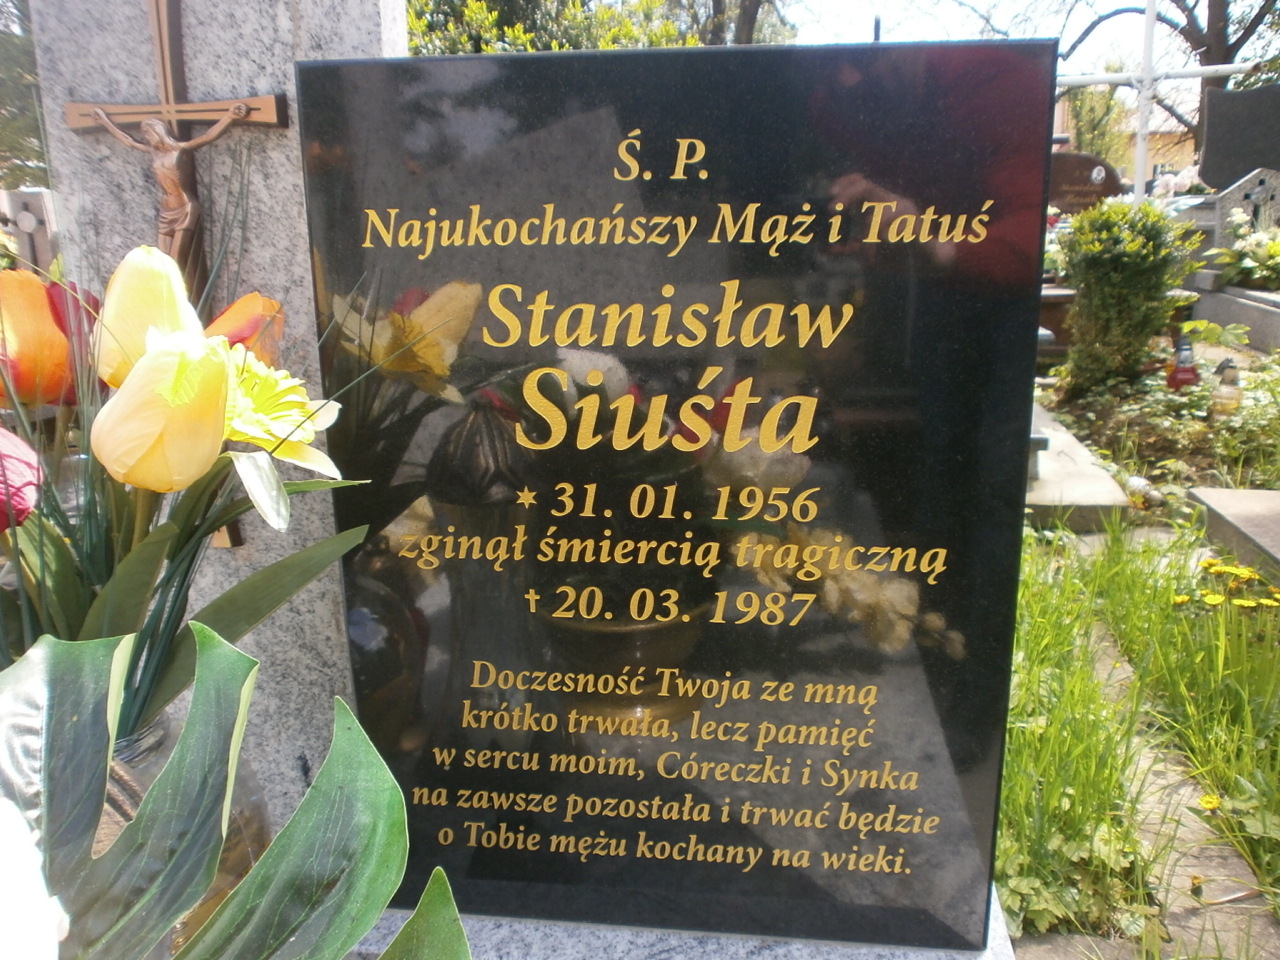 Ś. P.
Najukochańszy Mąż i Tatuś
Stanisław
Siuśta
✶ 31. 01. 1956
zginął śmiercią tragiczną
✝ 20. 03. 1987
Doczesność Twoja ze mną
krótko trwała, lecz pamięć
w sercu moim, Córeczki i Synka
na zawsze pozostała i trwać będzie
o Tobie mężu kochany na wieki.